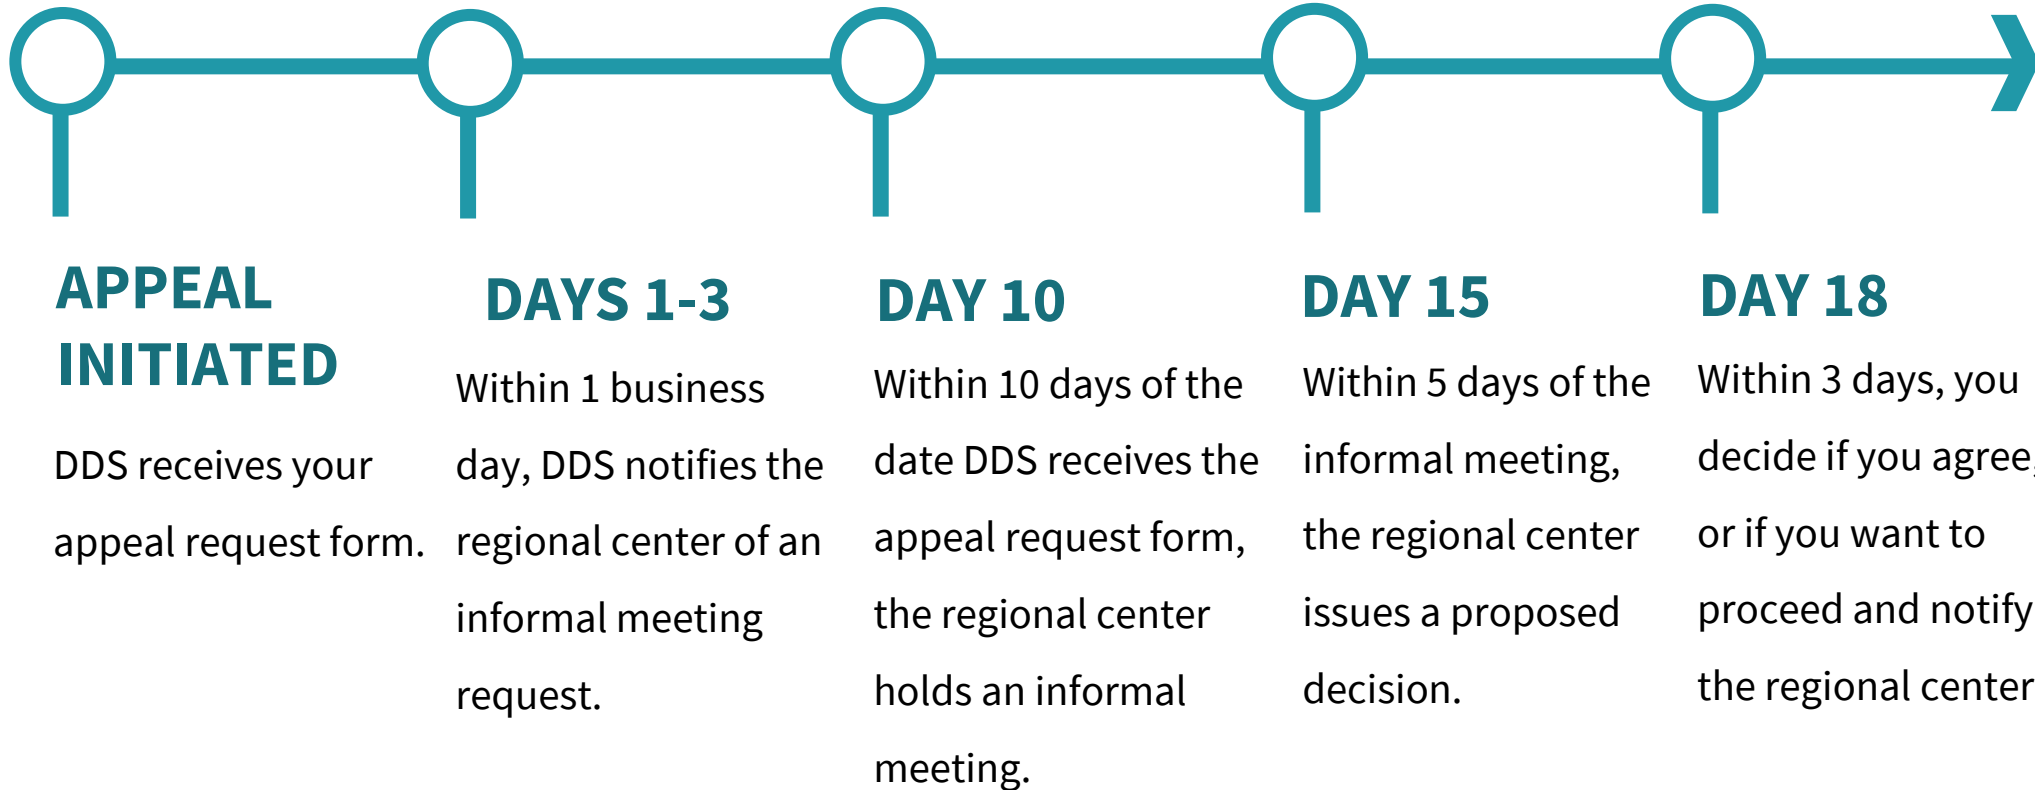 APPEAL
INITIATED
DDS receives your
appeal request form.
DAYS 1-3
Within 1 business
day, DDS notifies the
regional center of an
informal meeting
request.
DAY 10
Within 10 days of the
date DDS receives the
appeal request form,
the regional center
holds an informal
meeting.
DAY 15
Within 5 days of the
informal meeting,
the regional center
issues a proposed
decision.
DAY 18
Within 3 days, you
decide if you agree,
or if you want to
proceed and notify
the regional center